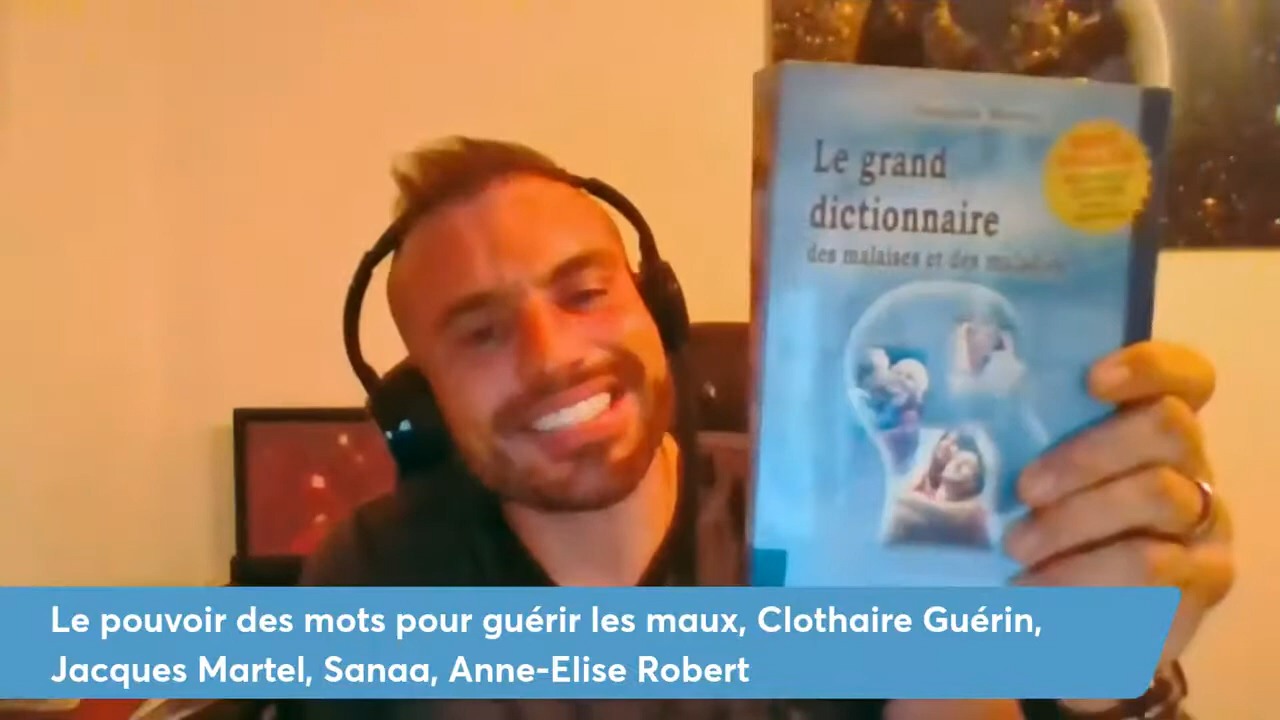 Le grand
dictionnaire
des malaises et des maladies
Le pouvoir des mots pour guérir les maux, Clothaire Guérin,
Jacques Martel, Sanaa, Anne-Elise Robert